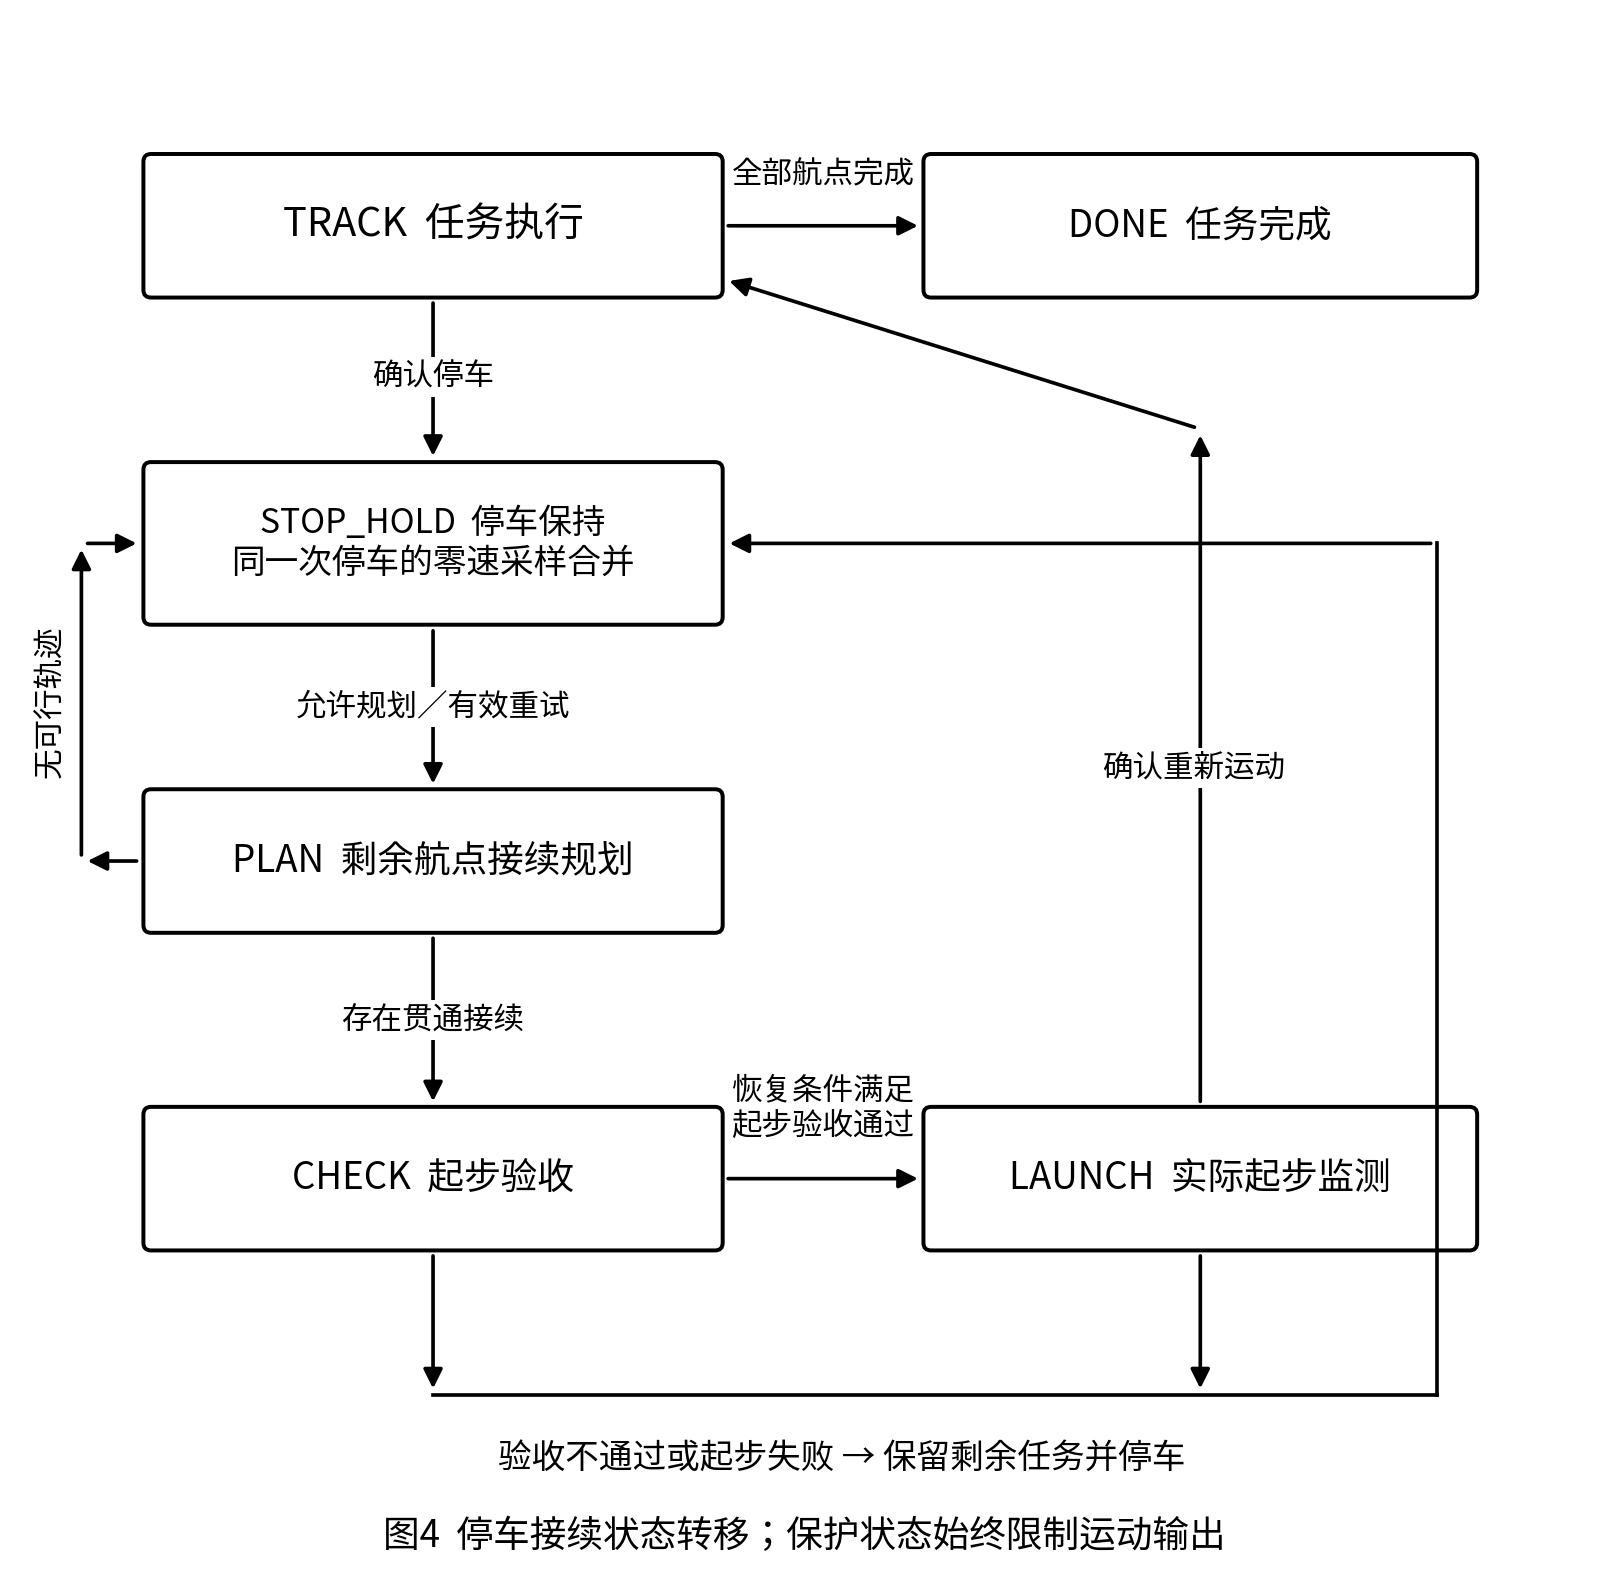 全部航点完成
TRACK 任务执行
DONE 任务完成
确认停车
STOP_HOLD 停车保持
同一次停车的零速采样合并
无可行轨迹
允许规划／有效重试
确认重新运动
PLAN 剩余航点接续规划
存在贯通接续
恢复条件满足
起步验收通过
CHECK 起步验收
LAUNCH 实际起步监测
验收不通过或起步失败 → 保留剩余任务并停车
图4 停车接续状态转移；保护状态始终限制运动输出